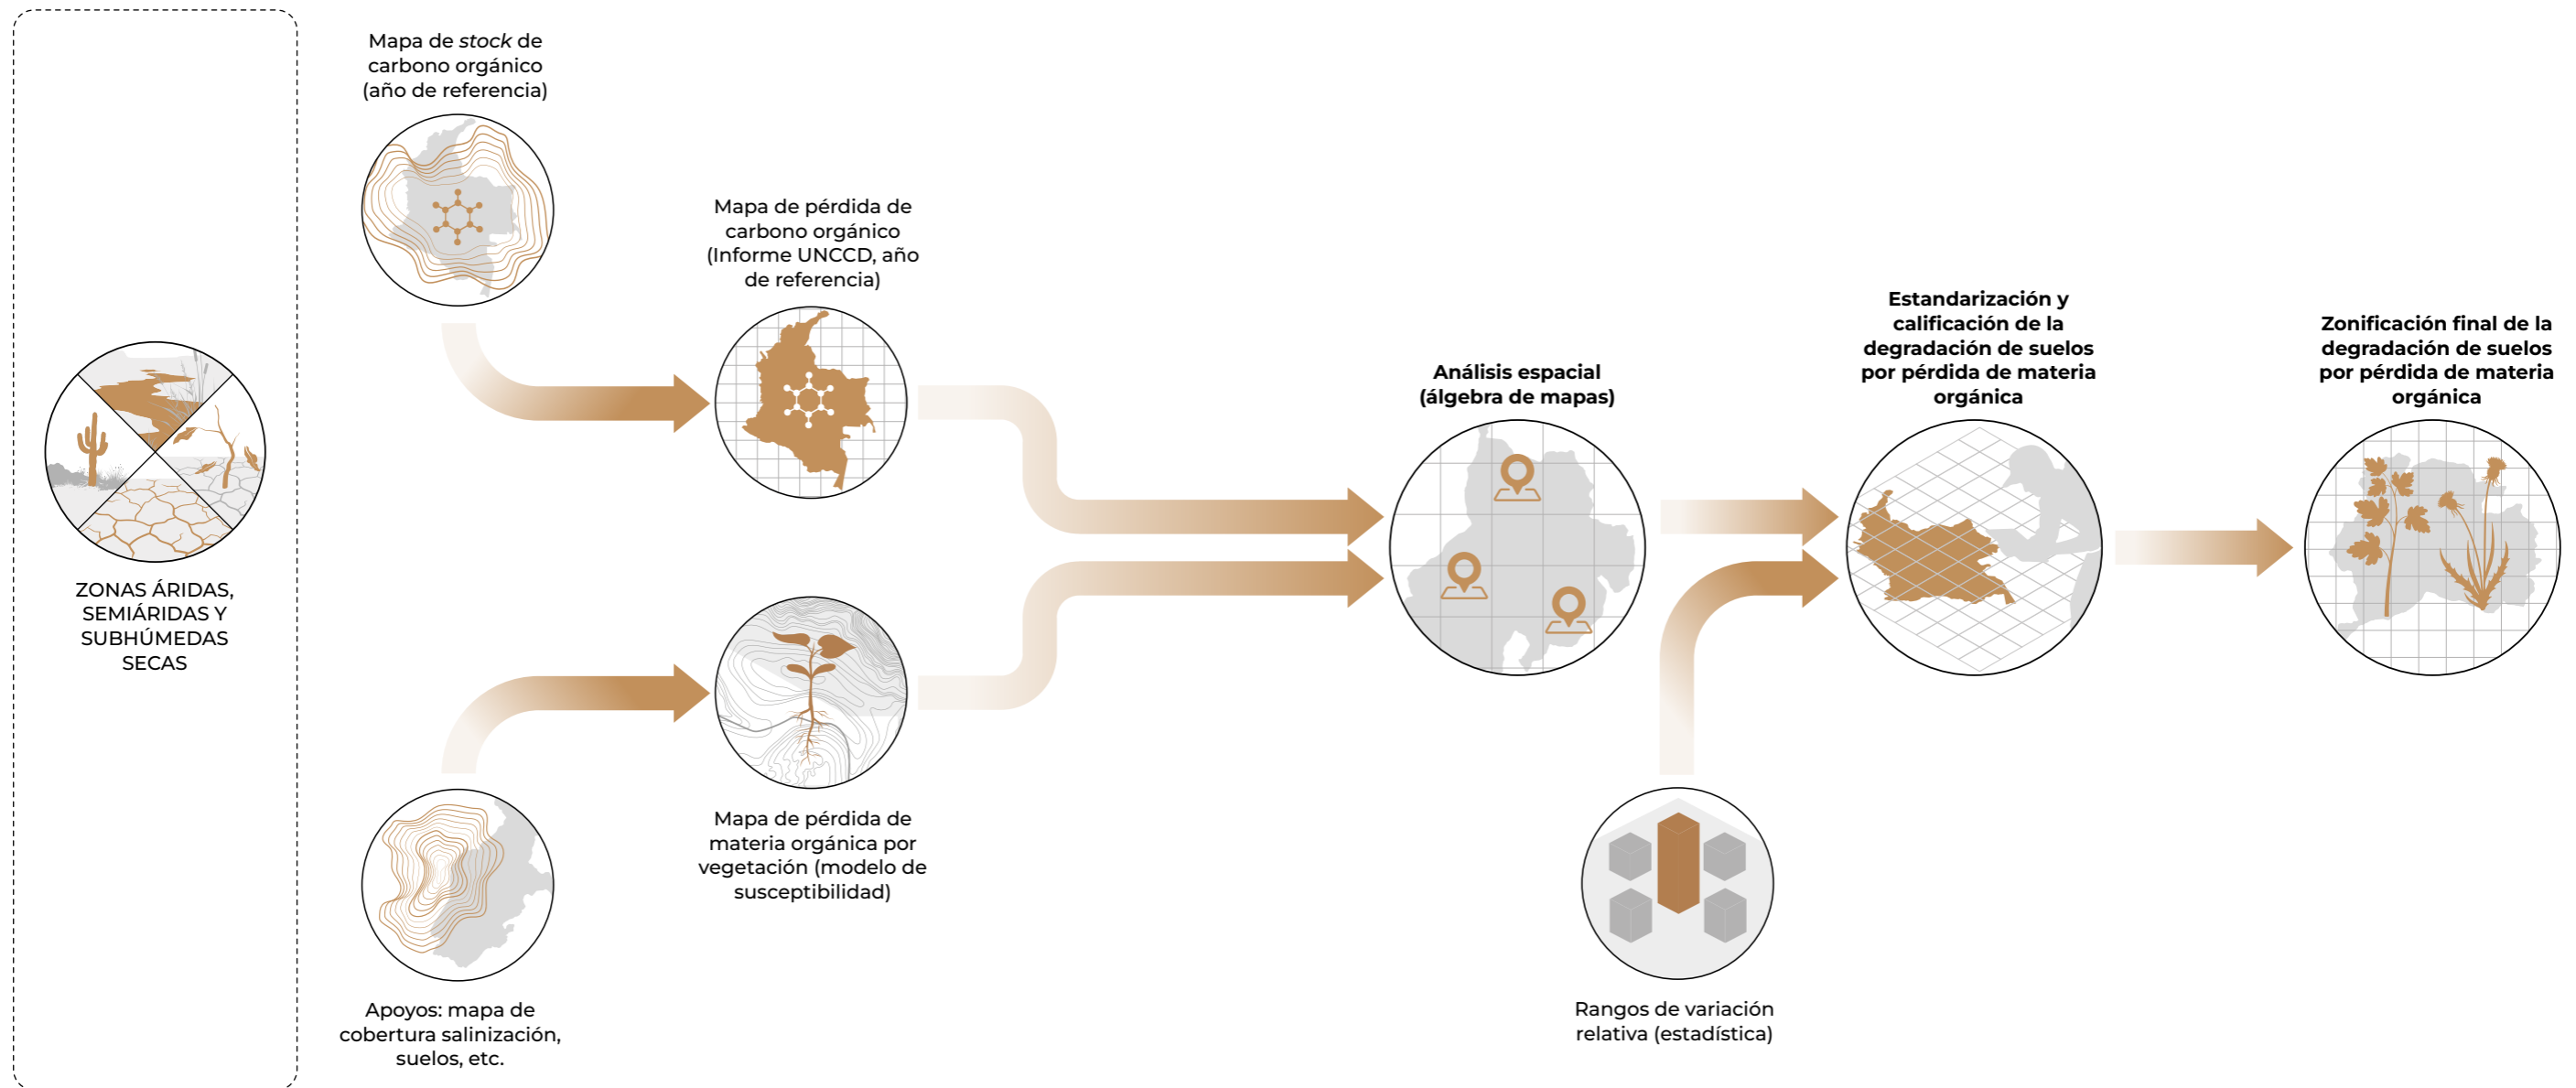 ZONAS ÁRIDAS,
SEMIÁRIDAS Y
SUBHÚMEDAS
SECAS
Mapa de stock de
carbono orgánico
(año de referencia)
Mapa de pérdida de
carbono orgánico
(Informe UNCCD, año
de referencia)
Apoyos: mapa de
cobertura salinización,
suelos, etc.
Mapa de pérdida de
materia orgánica por
vegetación (modelo de
susceptibilidad)
Análisis espacial
(álgebra de mapas)
Rangos de variación
relativa (estadística)
Estandarización y
calificación de la
degradación de suelos
por pérdida de materia
orgánica
Zonificación final de la
degradación de suelos
por pérdida de materia
orgánica